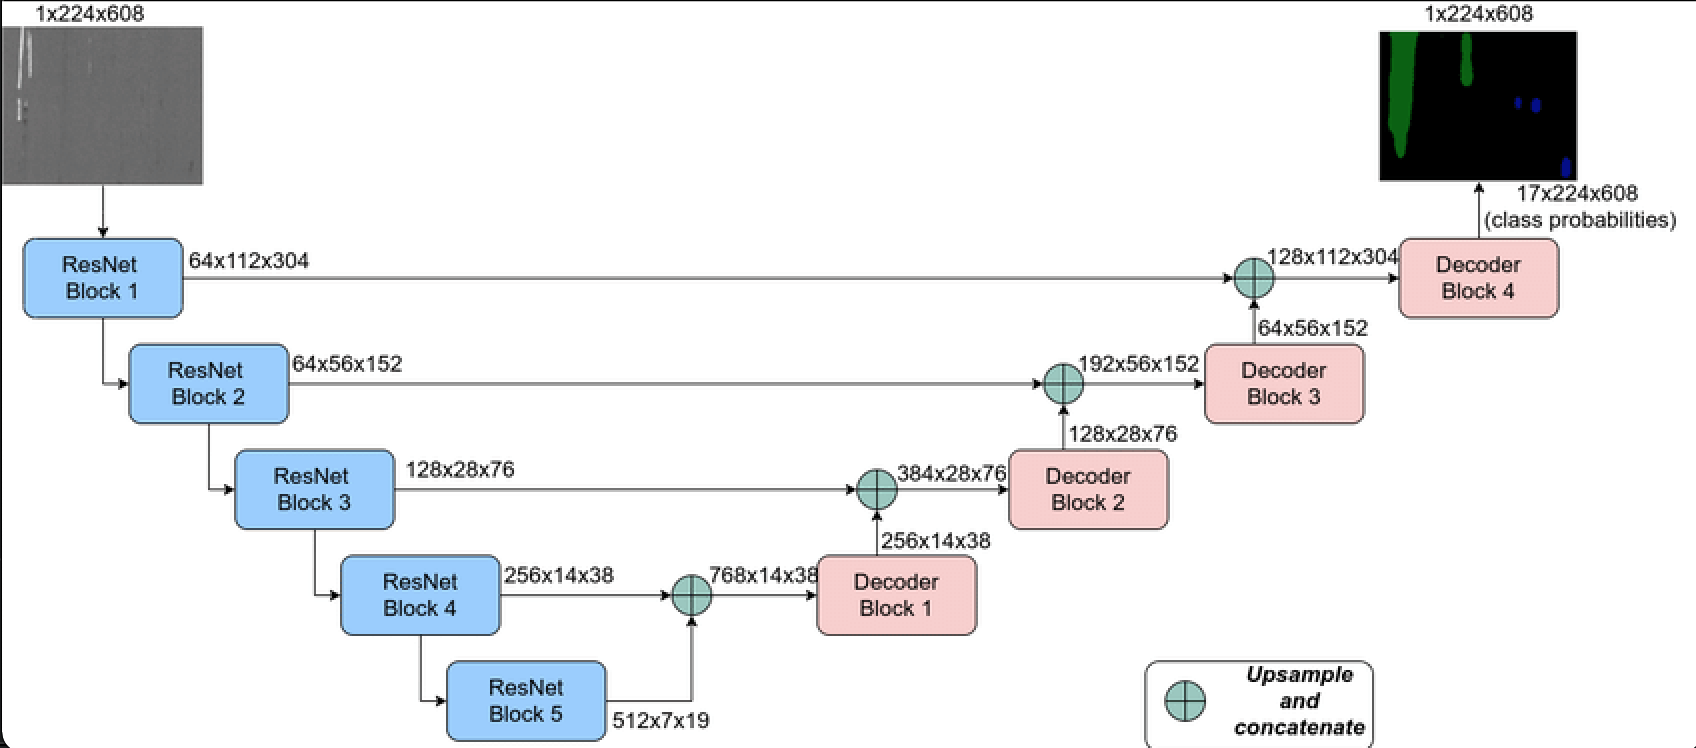 1x224x608
1x224x608
17x224x608
(class probabilities)
ResNet
Block 1
64x112x304
128x112x304
Decoder
Block 4
64x56x152
ResNet
Block 2
64x56x152
192x56x152
Decoder
Block 3
128x28x76
ResNet
Block 3
128x28x76
384x28x76
Decoder
Block 2
256x14x38
ResNet
Block 4
256x14x38
768x14x38
Decoder
Block 1
ResNet
Block 5
512x7x19
Upsample
and
concatenate